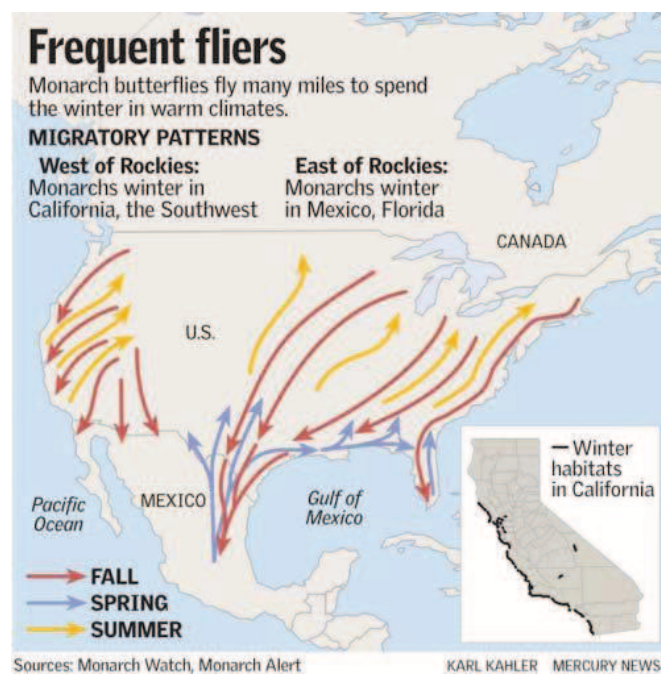 Frequent fliers
Monarch butterflies fly many miles to spend
the winter in warm climates.
MIGRATORY PATTERNS
West of Rockies:
Monarchs winter in
California, the Southwest
East of Rockies:
Monarchs winter
in Mexico, Florida
CANADA
U.S.
MEXICO
Pacific
Ocean
Gulf of
Mexico
Winter
habitats
in California
FALL
SPRING
SUMMER
Sources: Monarch Watch, Monarch Alert
KARL KAHLER MERCURY NEWS